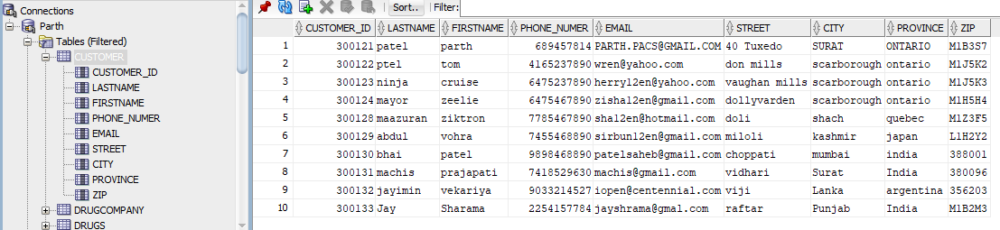 Connections
Parth
Tables (Filtered)
CUSTOMER
CUSTOMER_ID
LASTNAME
FIRSTNAME
PHONE_NUMER
EMAIL
STREET
CITY
PROVINCE
ZIP
DRUGCOMPANY
DRUGS
Sort.. Filter:
CUSTOMER_ID LASTNAME FIRSTNAME PHONE_NUMER EMAIL STREET CITY PROVINCE ZIP
1 300121 patel parth 689457814 PARTH.PACS@GMAIL.COM 40 Tuxedo SURAT ONTARIO M1B3S7
2 300122 ptel tom 4165237890 wren@yahoo.com don mills scarborough ontario M1J5K2
3 300123 ninja cruise 6475237890 herry12en@yahoo.com vaughan mills scarborough ontario M1J5K3
4 300124 mayor zeelie 6475467890 zisha12en@gmail.com dollyvarden scarborough ontario M1H5H4
5 300128 maazuran ziktron 7785467890 sha12en@hotmail.com doli shach quebec M1Z3F5
6 300129 abdul vohra 7455468890 sirbun12en@gmail.com miloli kashmir japan L1H2Y2
7 300130 bhai patel 9898468890 patelsaheb@gmail.com choppati mumbai india 388001
8 300131 machis prajapati 7418529630 machis@gmail.com vidhari Surat India 380096
9 300132 jayimin vekariya 9033214527 iopen@centennial.com viji Lanka argentina 356203
10 300133 Jay Sharama 2254157784 jayshrama@gmal.com raftar Punjab India M1B2M3